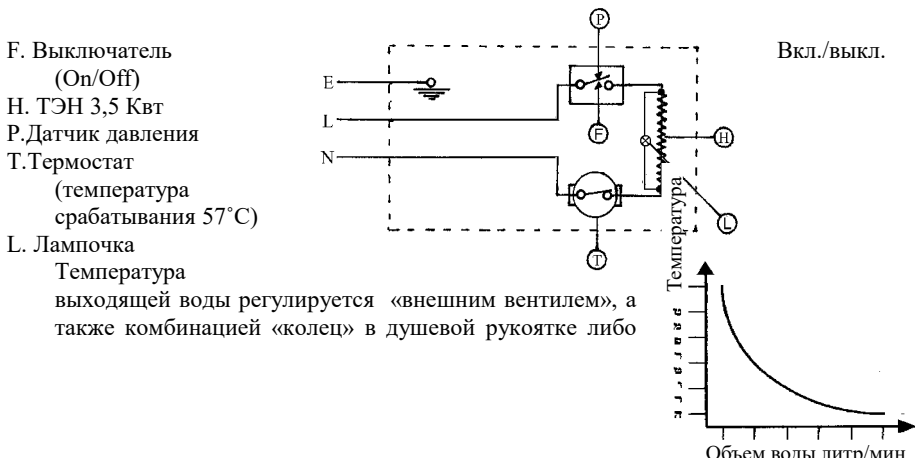 F. Выключатель
(On/Off)
Н. ТЭН 3,5 Квт
Р.Датчик давления
Т.Термостат
(температура
срабатывания 57˚С)
L. Лампочка
Температура
выходящей воды регулируется «внешним вентилем», а
также комбинацией «колец» в душевой рукоятке либо
Вкл./выкл.
P
E
L
N
F
H
L
T
Температура
Объем воды литр/мин